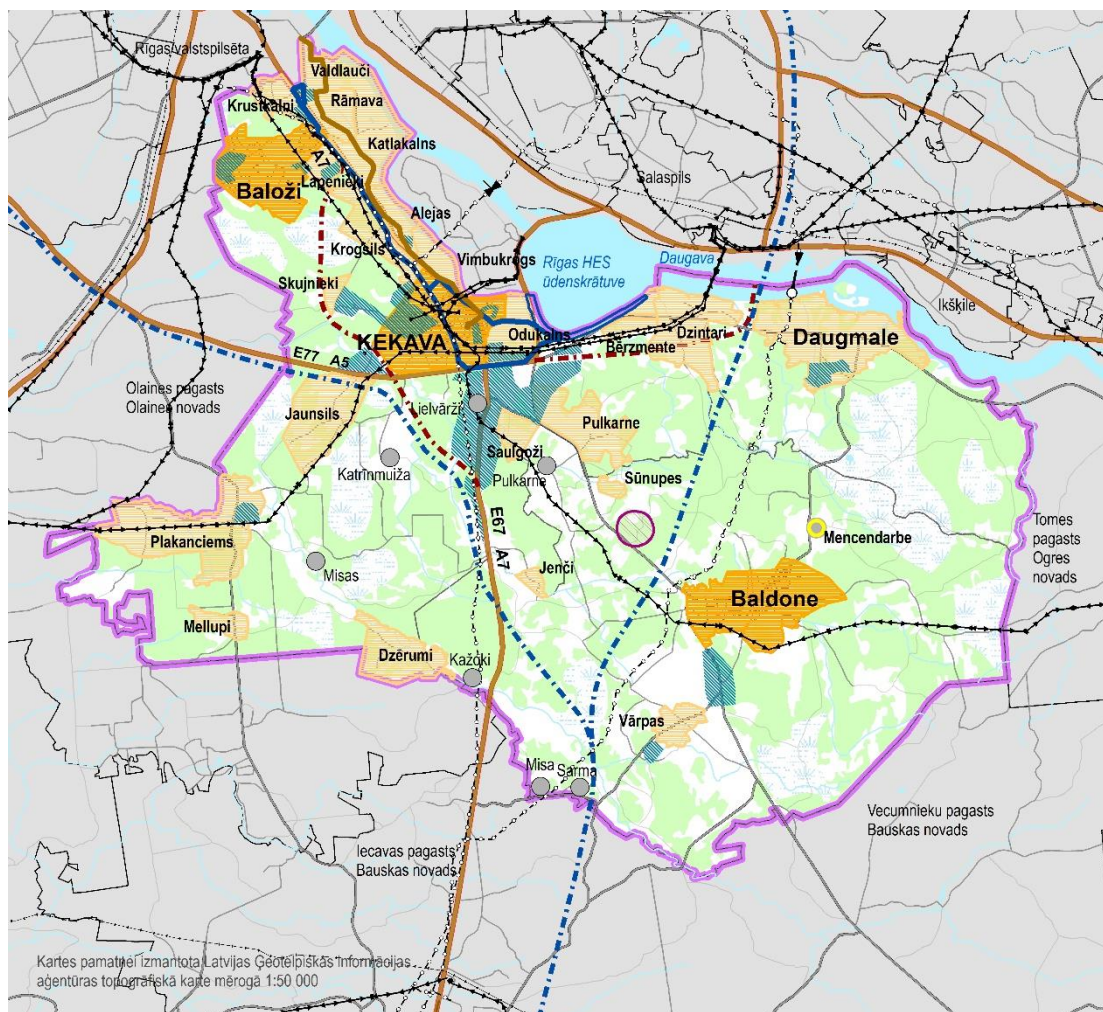 Rīgas valstspilsēta
Valdlauči
Krustkalni
Rāmava
Katlakalns
A7
Lapenieki
Baloži
Salaspils
Alejas
Krogsils
Vimbukrogs
Rīgas HES
ūdenskrātuve
Daugava
Skujnieki
Ikšķile
ĶEKAVA
Odukalns
Dzintari
Bērzmente
Daugmale
E77 A5
Olaines pagasts
Olaines novads
Jaunsils
Lielvārži
Pulkarne
Saulgoži
Katrīnmuiža
Pulkarne
Sūnupes
E67 A7
Plakanciems
Mencendarbe
Tomes
pagasts
Ogres
novads
Misas
Jenči
Baldone
Mellupi
Dzērumi
Kažoki
Vārpas
Misa
Sarma
Vecumnieku pagasts
Bauskas novads
Iecavas pagasts
Bauskas novads
Kartes pamatnei izmantota Latvijas Ģeotelpiskās informācijas
aģentūras topogrāfiskā karte mērogā 1:50 000